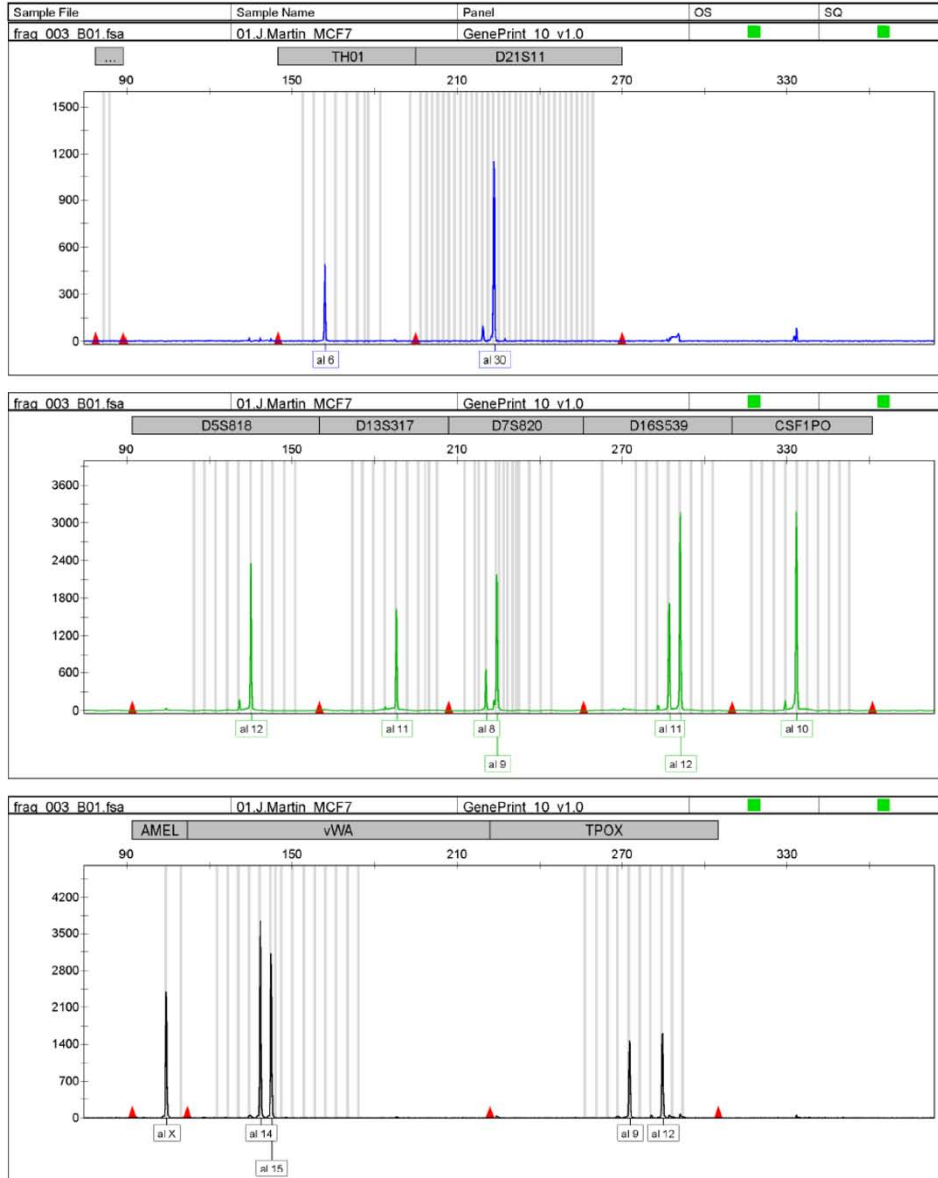 Sample File Sample Name Panel OS SQ
frag_003_B01.fsa 01.J.Martin_MCF7 GenePrint_10_v1.0
... TH01 D21S11
90 150 210 270 330
1500
1200
900
600
300
0
al 6 al 30
frag_003_B01.fsa 01.J.Martin_MCF7 GenePrint_10_v1.0
D5S818 D13S317 D7S820 D16S539 CSF1PO
90 150 210 270 330
3600
3000
2400
1800
1200
600
0
al 12 al 11 al 8 al 11 al 10
al 9 al 12
frag_003_B01.fsa 01.J.Martin_MCF7 GenePrint_10_v1.0
AMEL vWA TPOX
90 150 210 270 330
4200
3500
2800
2100
1400
700
0
al X al 14 al 9 al 12
al 15